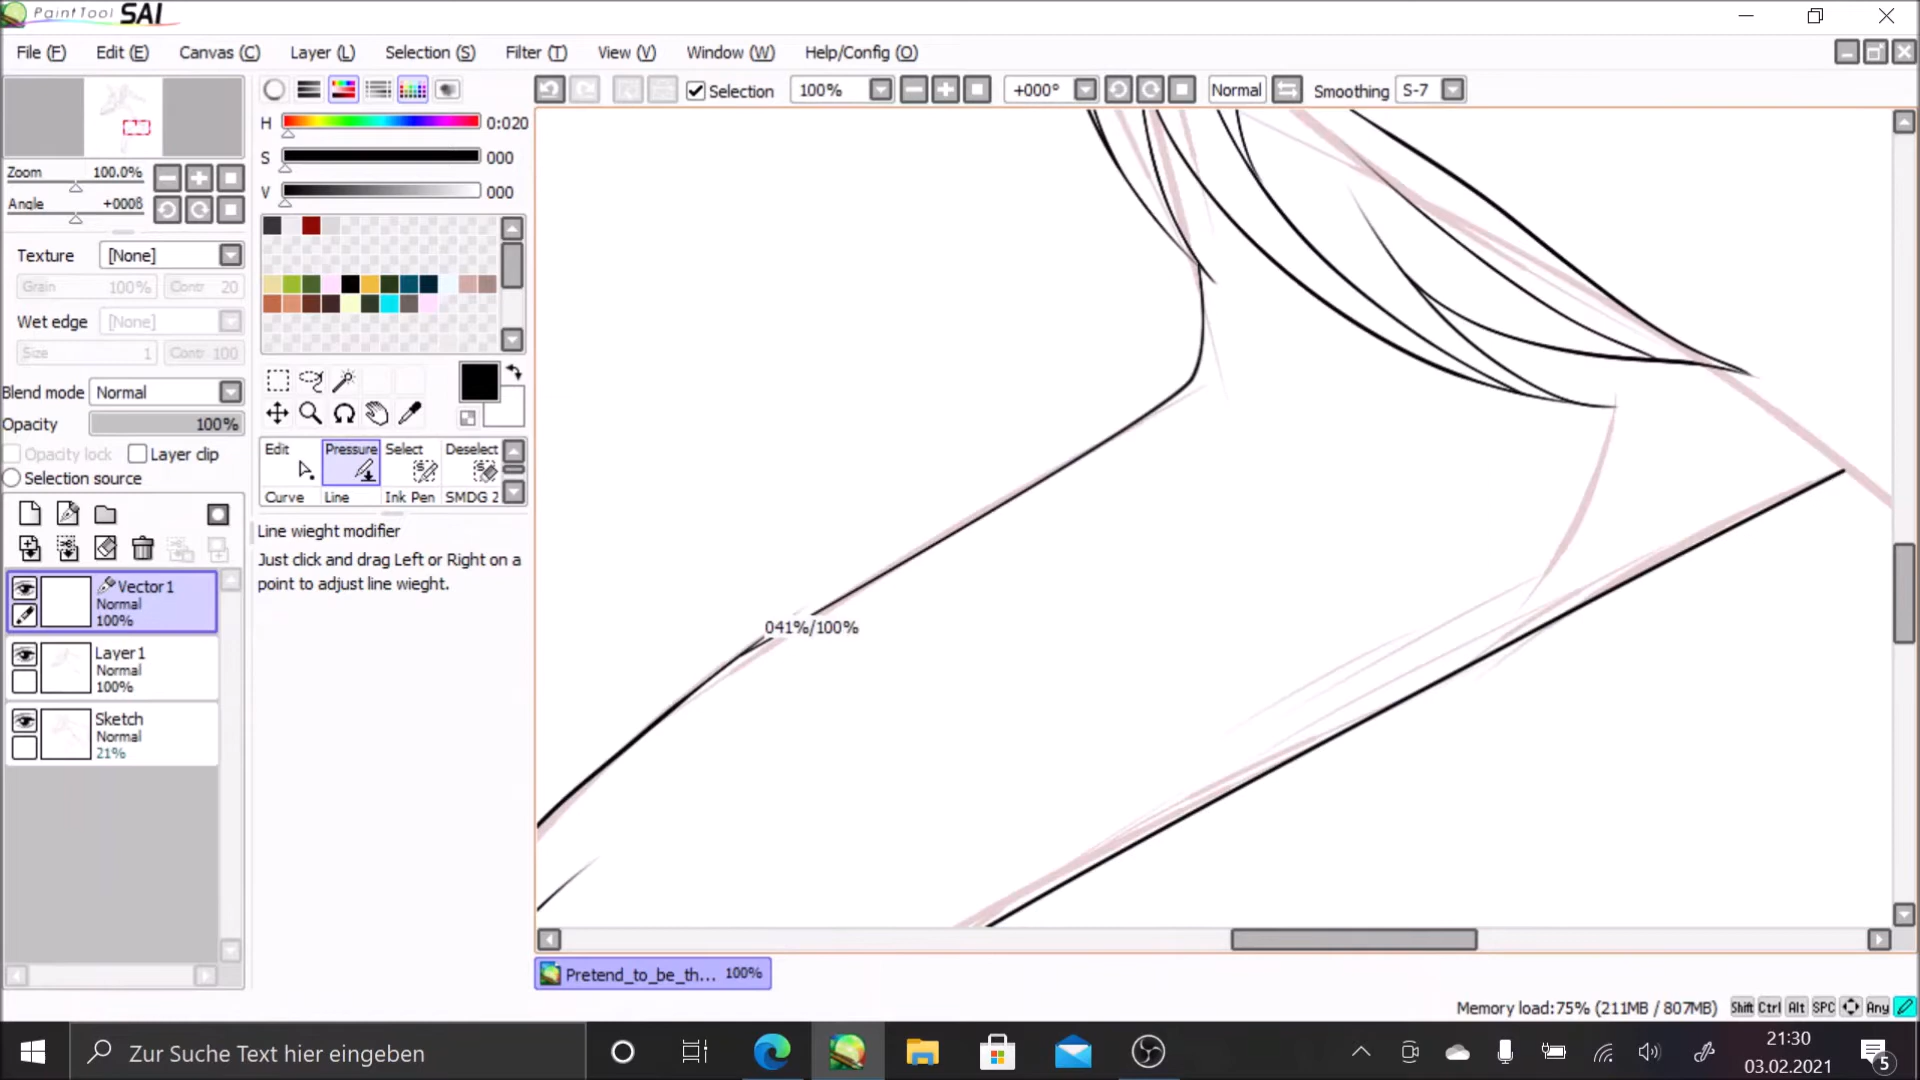 PaintTool SAI
File (F) Edit (E) Canvas (C) Layer (L) Selection (S) Filter (T) View (V) Window (W) Help/Config (O)
Selection 100% +000° Normal Smoothing S-7
H 0:020
S 000
V 000
Zoom 100.0%
Angle +000ß
Texture [None]
Grain 100% Contr 20
Wet edge [None]
Size 1 Contr 100
Blend mode Normal
Opacity 100%
Opacity lock Layer clip
Selection source
Edit Pressure Select Deselect
Curve Line Ink Pen SMDG 2
Line wieght modifier
Just click and drag Left or Right on a
point to adjust line wieght.
Vector1
Normal
100%
Layer1
Normal
100%
Sketch
Normal
21%
041%/100%
Pretend_to_be_th... 100%
Memory load:75% (211MB / 807MB) Shift Ctrl Alt SPC Any
Zur Suche Text hier eingeben
21:30
03.02.2021
5